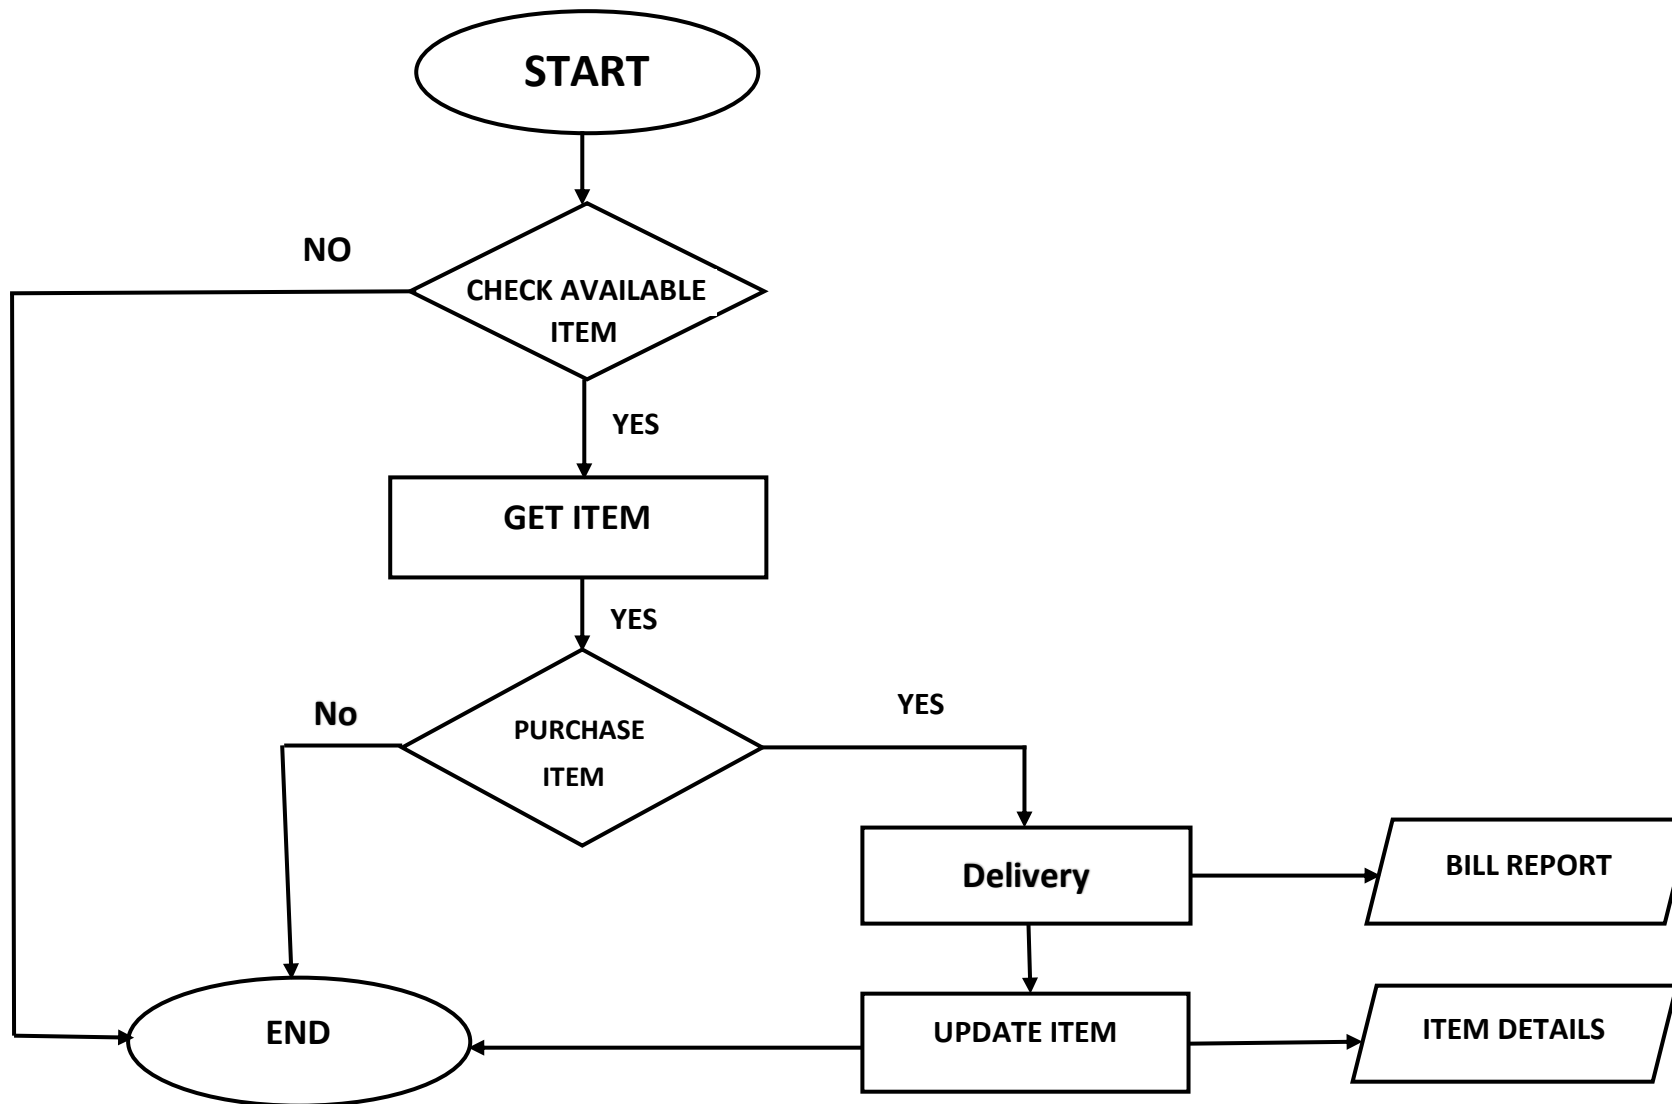 START
NO
CHECK AVAILABLE
ITEM
YES
GET ITEM
YES
No
PURCHASE
ITEM
YES
Delivery
BILL REPORT
END
UPDATE ITEM
ITEM DETAILS